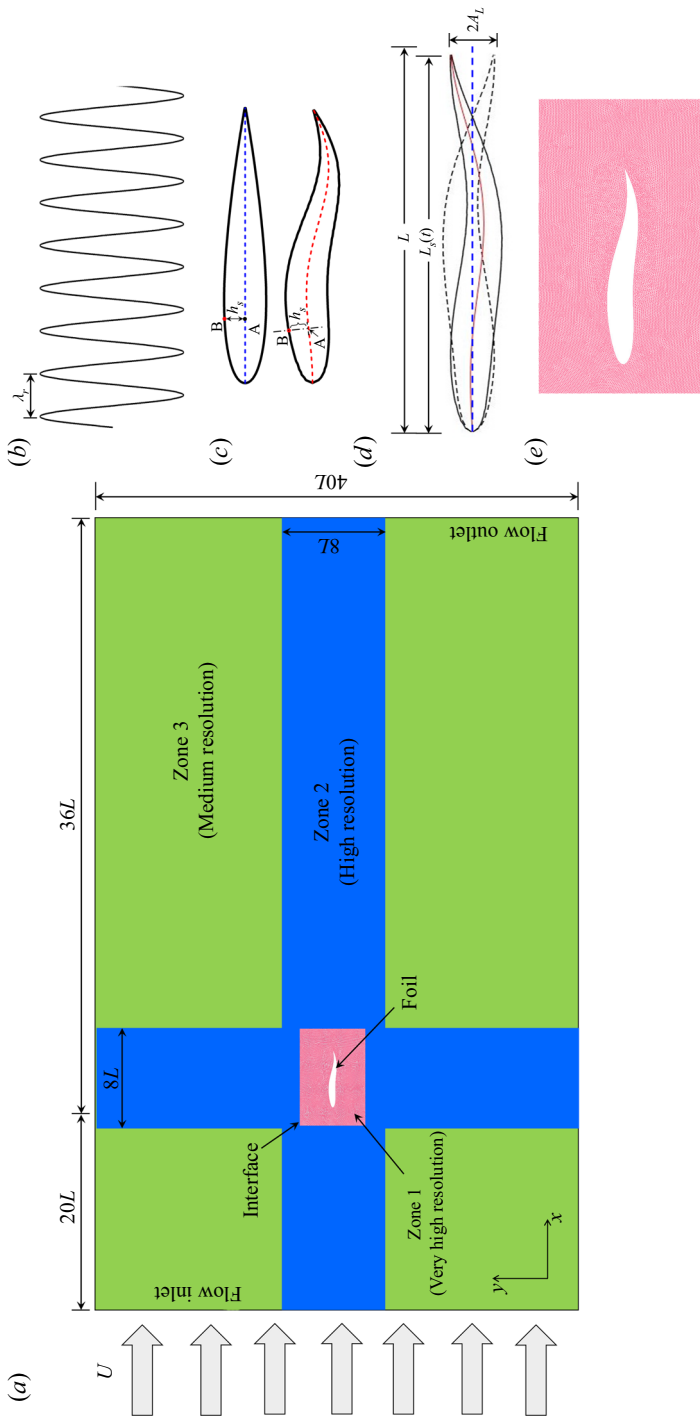 (a)
U
20L
36L
Flow inlet
Interface
8L
Zone 3
(Medium resolution)
40L
Zone 2
(High resolution)
8L
Foil
Zone 1
(Very high resolution)
y
x
Flow outlet
(b)
λr
(c)
B
hs
A
B
hs
A
(d)
L
Ls(t)
2AL
(e)